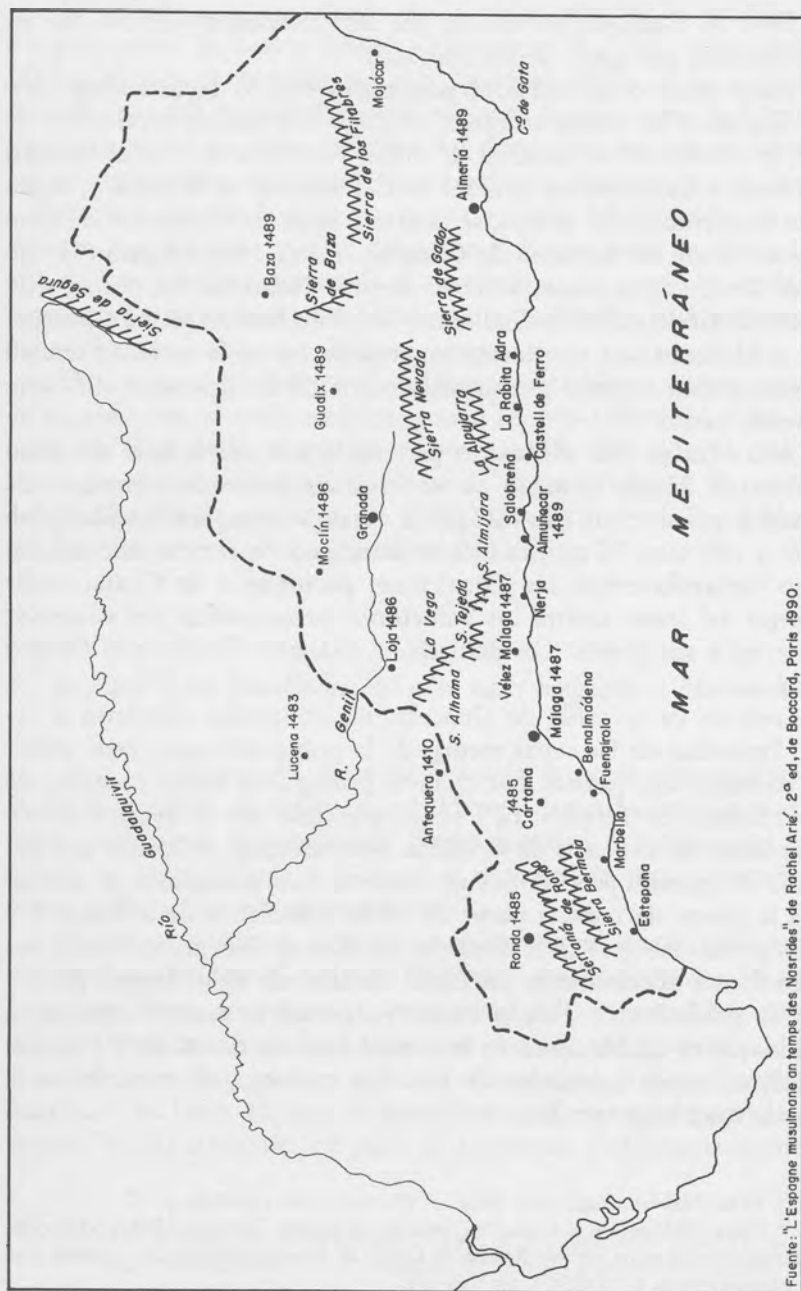 Río
Guadalquivir
Sierra de Segura
Lucena 1483
R. Genil
Loja 1486
Moclín 1486
Granada
Guadix 1489
Baza 1489
Sierra
de Baza
Sierra de los Filabres
Mojácar
Antequera 1410
S. Alhama
La Vega
S. Tejeda
S. Almijara
La Alpujarra
Sierra Nevada
Sierra de Gador
Almería 1489
Cº de Gata
Ronda 1485
Serranía de Ronda
Sierra Bermeja
1485
Cártama
Málaga 1487
Vélez Málaga 1487
Nerja
Almuñecar
1489
Salobreña
Castell de Ferro
La Rábita
Adra
Benalmádena
Fuengirola
Marbella
Estepona
MAR MEDITERRÁNEO
Fuente: "L'Espagne musulmane an temps des Nasrides", de Rachel Arié. 2ª ed, de Boccard, Paris 1990.